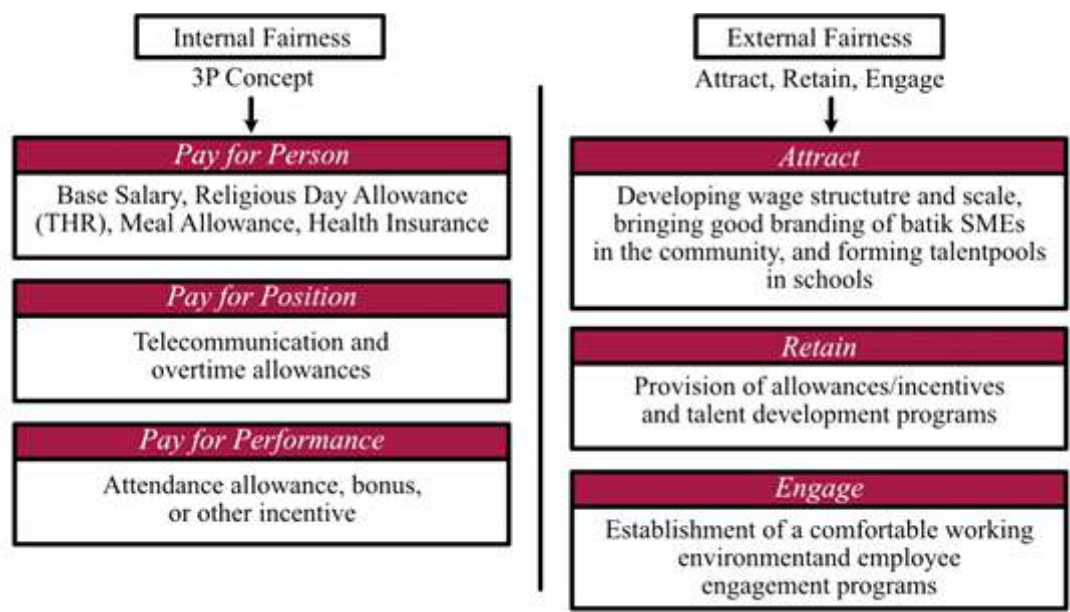 Internal Fairness
3P Concept
Pay for Person
Base Salary, Religious Day Allowance
(THR), Meal Allowance, Health Insurance
Pay for Position
Telecommunication and
overtime allowances
Pay for Performance
Attendance allowance, bonus,
or other incentive
External Fairness
Attract, Retain, Engage
Attract
Developing wage structutre and scale,
bringing good branding of batik SMEs
in the community, and forming talentpools
in schools
Retain
Provision of allowances/incentives
and talent development programs
Engage
Establishment of a comfortable working
environmentand employee
engagement programs